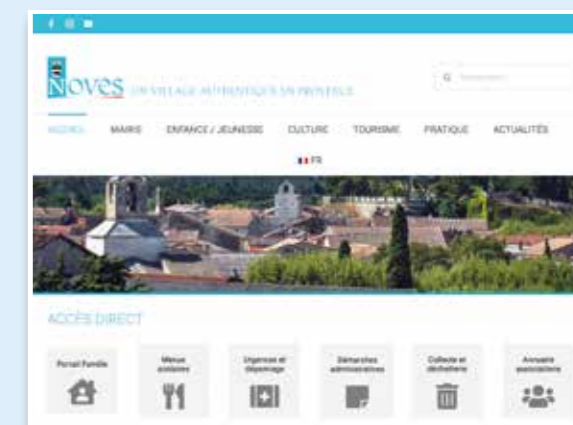 NOVES UN VILLAGE AUTHENTIQUE EN PROVENCE
ACCUEIL MAIRIE ENFANCE / JEUNESSE CULTURE TOURISME PRATIQUE ACTUALITÉS
FR
ACCÈS DIRECT
Portail Famille
Menus scolaires
Urgences et dépannage
Démarches administratives
Collecte et déchetterie
Annuaire associations